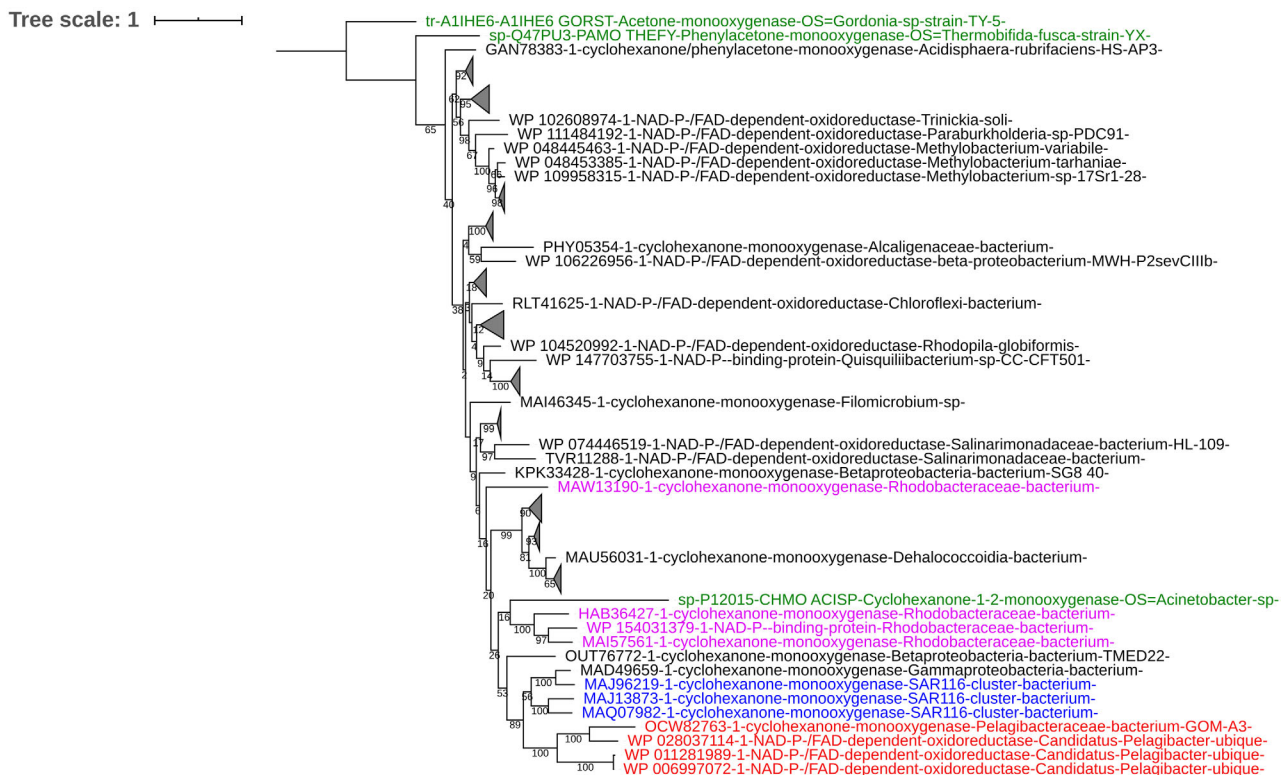 Tree scale: 1
tr-A1IHE6-A1IHE6 GORST-Acetone-monooxygenase-OS=Gordonia-sp-strain-TY-5-
sp-Q47PU3-PAMO THEFY-Phenylacetone-monooxygenase-OS=Thermobifida-fusca-strain-YX-
GAN78383-1-cyclohexanone/phenylacetone-monooxygenase-Acidisphaera-rubrifaciens-HS-AP3-
92
62
95
56
WP 102608974-1-NAD-P-/FAD-dependent-oxidoreductase-Trinickia-soli-
65
WP 111484192-1-NAD-P-/FAD-dependent-oxidoreductase-Paraburkholderia-sp-PDC91-
98
WP 048445463-1-NAD-P-/FAD-dependent-oxidoreductase-Methylobacterium-variabile-
67
WP 048453385-1-NAD-P-/FAD-dependent-oxidoreductase-Methylobacterium-tarhaniae-
100
WP 109958315-1-NAD-P-/FAD-dependent-oxidoreductase-Methylobacterium-sp-17Sr1-28-
96
98
40
100
4
PHY05354-1-cyclohexanone-monooxygenase-Alcaligenaceae-bacterium-
59
WP 106226956-1-NAD-P-/FAD-dependent-oxidoreductase-beta-proteobacterium-MWH-P2sevCIIIb-
18
RLT41625-1-NAD-P-/FAD-dependent-oxidoreductase-Chloroflexi-bacterium-
38
12
4
WP 104520992-1-NAD-P-/FAD-dependent-oxidoreductase-Rhodopila-globiformis-
9
WP 147703755-1-NAD-P--binding-protein-Quisquiliibacterium-sp-CC-CFT501-
2
14
100
MAI46345-1-cyclohexanone-monooxygenase-Filomicrobium-sp-
99
17
WP 074446519-1-NAD-P-/FAD-dependent-oxidoreductase-Salinarimonadaceae-bacterium-HL-109-
97
TVR11288-1-NAD-P-/FAD-dependent-oxidoreductase-Salinarimonadaceae-bacterium-
9
KPK33428-1-cyclohexanone-monooxygenase-Betaproteobacteria-bacterium-SG8 40-
MAW13190-1-cyclohexanone-monooxygenase-Rhodobacteraceae-bacterium-
6
90
99
16
93
81
MAU56031-1-cyclohexanone-monooxygenase-Dehalococcoidia-bacterium-
100
65
20
sp-P12015-CHMO ACISP-Cyclohexanone-1-2-monooxygenase-OS=Acinetobacter-sp-
16
HAB36427-1-cyclohexanone-monooxygenase-Rhodobacteraceae-bacterium-
100
WP 154031379-1-NAD-P--binding-protein-Rhodobacteraceae-bacterium-
97
MAI57561-1-cyclohexanone-monooxygenase-Rhodobacteraceae-bacterium-
26
OUT76772-1-cyclohexanone-monooxygenase-Betaproteobacteria-bacterium-TMED22-
MAD49659-1-cyclohexanone-monooxygenase-Gammaproteobacteria-bacterium-
100
MAJ96219-1-cyclohexanone-monooxygenase-SAR116-cluster-bacterium-
53
56
MAJ13873-1-cyclohexanone-monooxygenase-SAR116-cluster-bacterium-
100
MAQ07982-1-cyclohexanone-monooxygenase-SAR116-cluster-bacterium-
89
OCW82763-1-cyclohexanone-monooxygenase-Pelagibacteraceae-bacterium-GOM-A3-
100
WP 028037114-1-NAD-P-/FAD-dependent-oxidoreductase-Candidatus-Pelagibacter-ubique-
100
WP 011281989-1-NAD-P-/FAD-dependent-oxidoreductase-Candidatus-Pelagibacter-ubique-
100
WP 006997072-1-NAD-P-/FAD-dependent-oxidoreductase-Candidatus-Pelagibacter-ubique-